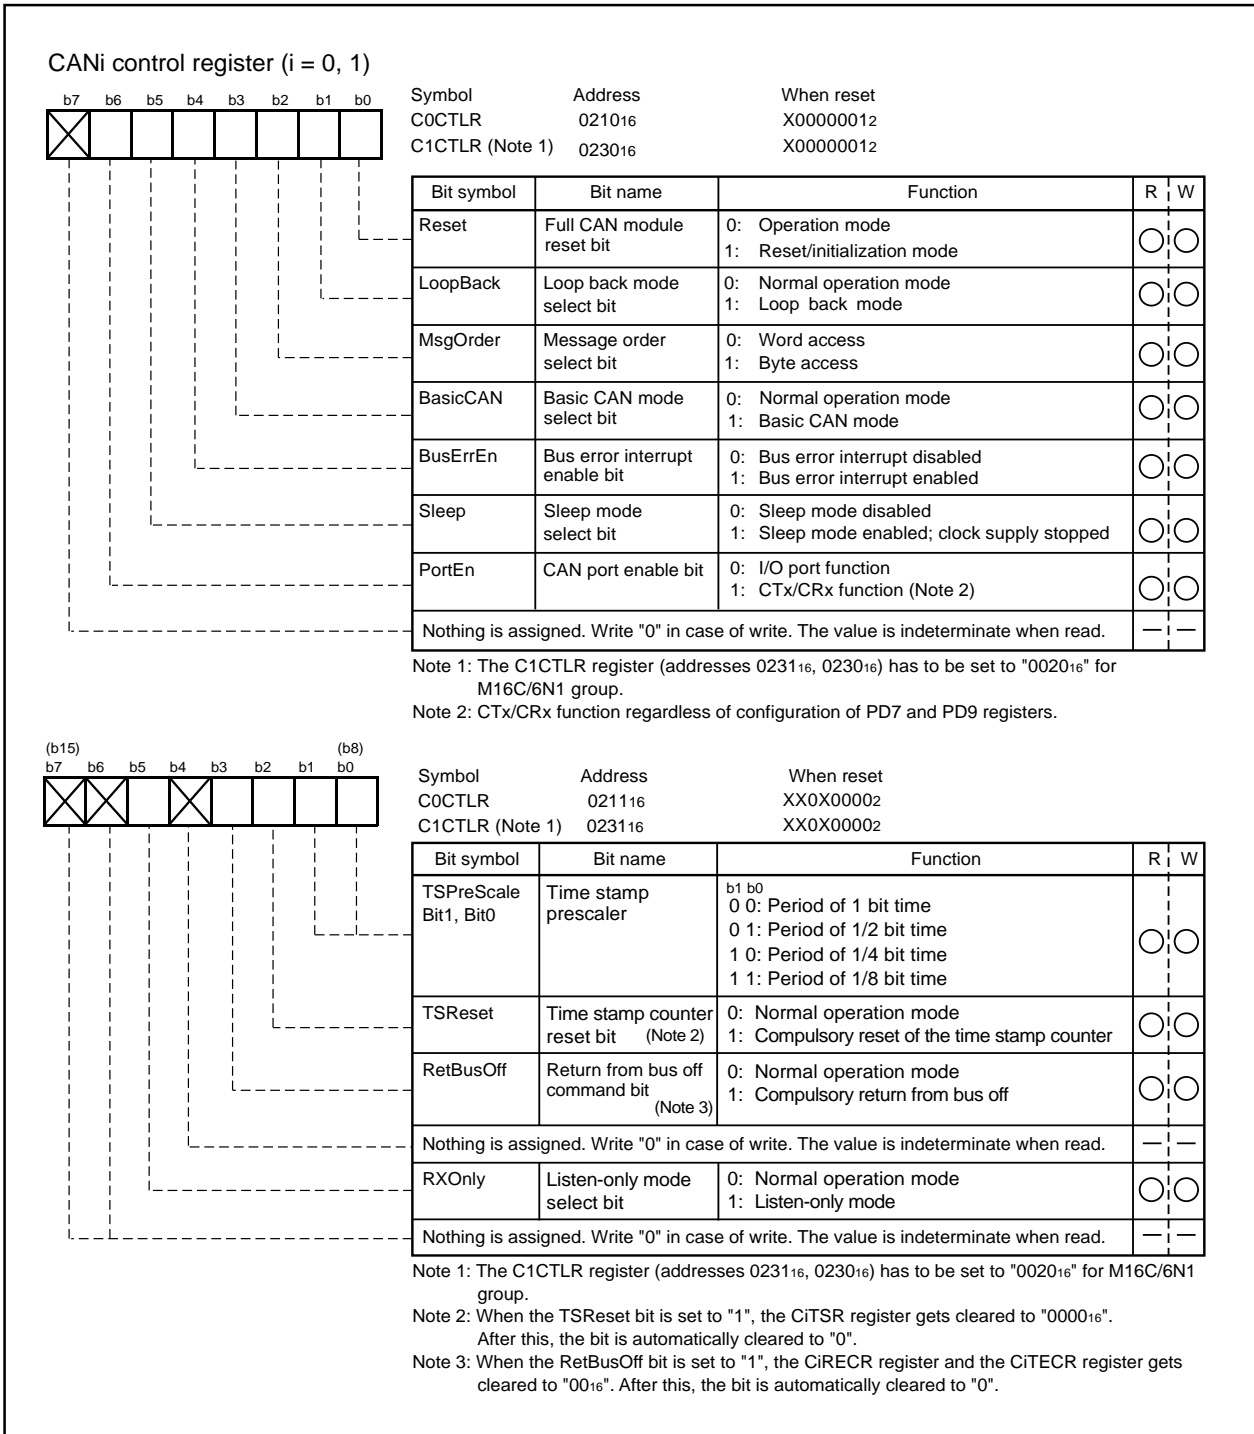 CANi control register (i = 0, 1)
b7 b6 b5 b4 b3 b2 b1 b0
Symbol Address When reset
C0CTLR 021016 X00000012
C1CTLR (Note 1) 023016 X00000012
Bit symbol Bit name Function R W
Reset Full CAN module reset bit 0: Operation mode
1: Reset/initialization mode
LoopBack Loop back mode select bit 0: Normal operation mode
1: Loop back mode
MsgOrder Message order select bit 0: Word access
1: Byte access
BasicCAN Basic CAN mode select bit 0: Normal operation mode
1: Basic CAN mode
BusErrEn Bus error interrupt enable bit 0: Bus error interrupt disabled
1: Bus error interrupt enabled
Sleep Sleep mode select bit 0: Sleep mode disabled
1: Sleep mode enabled; clock supply stopped
PortEn CAN port enable bit 0: I/O port function
1: CTx/CRx function (Note 2)
Nothing is assigned. Write "0" in case of write. The value is indeterminate when read. — —
Note 1: The C1CTLR register (addresses 023116, 023016) has to be set to "002016" for
M16C/6N1 group.
Note 2: CTx/CRx function regardless of configuration of PD7 and PD9 registers.
(b15) (b8)
b7 b6 b5 b4 b3 b2 b1 b0
Symbol Address When reset
C0CTLR 021116 XX0X00002
C1CTLR (Note 1) 023116 XX0X00002
Bit symbol Bit name Function R W
TSPreScale Bit1, Bit0 Time stamp prescaler b1 b0
0 0: Period of 1 bit time
0 1: Period of 1/2 bit time
1 0: Period of 1/4 bit time
1 1: Period of 1/8 bit time
TSReset Time stamp counter reset bit (Note 2) 0: Normal operation mode
1: Compulsory reset of the time stamp counter
RetBusOff Return from bus off command bit (Note 3) 0: Normal operation mode
1: Compulsory return from bus off
Nothing is assigned. Write "0" in case of write. The value is indeterminate when read. — —
RXOnly Listen-only mode select bit 0: Normal operation mode
1: Listen-only mode
Nothing is assigned. Write "0" in case of write. The value is indeterminate when read. — —
Note 1: The C1CTLR register (addresses 023116, 023016) has to be set to "002016" for M16C/6N1
group.
Note 2: When the TSReset bit is set to "1", the CiTSR register gets cleared to "000016".
After this, the bit is automatically cleared to "0".
Note 3: When the RetBusOff bit is set to "1", the CiRECR register and the CiTECR register gets
cleared to "0016". After this, the bit is automatically cleared to "0".